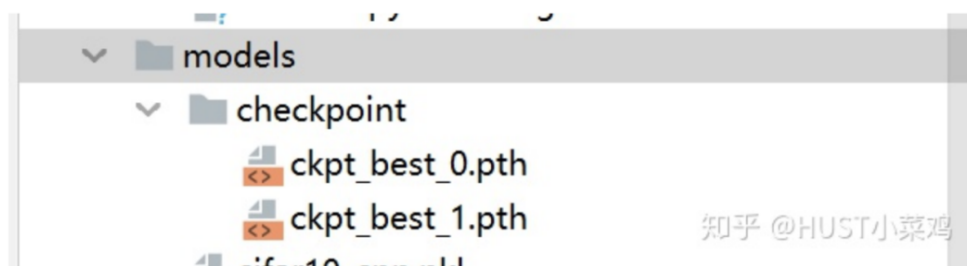 models
checkpoint
ckpt_best_0.pth
ckpt_best_1.pth
知乎 @HUST小菜鸡